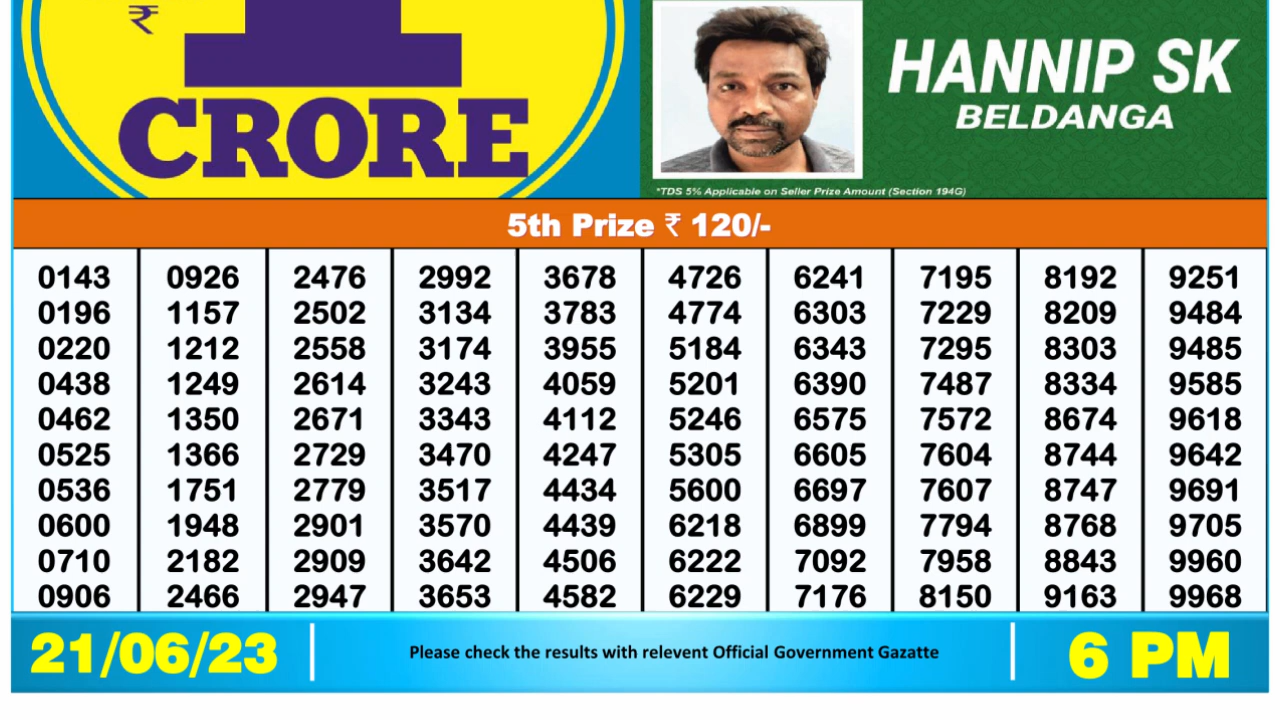 ₹
1
CRORE
HANNIP SK
BELDANGA
*TDS 5% Applicable on Seller Prize Amount (Section 194G)
5th Prize ₹ 120/-
0143 0926 2476 2992 3678 4726 6241 7195 8192 9251
0196 1157 2502 3134 3783 4774 6303 7229 8209 9484
0220 1212 2558 3174 3955 5184 6343 7295 8303 9485
0438 1249 2614 3243 4059 5201 6390 7487 8334 9585
0462 1350 2671 3343 4112 5246 6575 7572 8674 9618
0525 1366 2729 3470 4247 5305 6605 7604 8744 9642
0536 1751 2779 3517 4434 5600 6697 7607 8747 9691
0600 1948 2901 3570 4439 6218 6899 7794 8768 9705
0710 2182 2909 3642 4506 6222 7092 7958 8843 9960
0906 2466 2947 3653 4582 6229 7176 8150 9163 9968
21/06/23
Please check the results with relevent Official Government Gazatte
6 PM